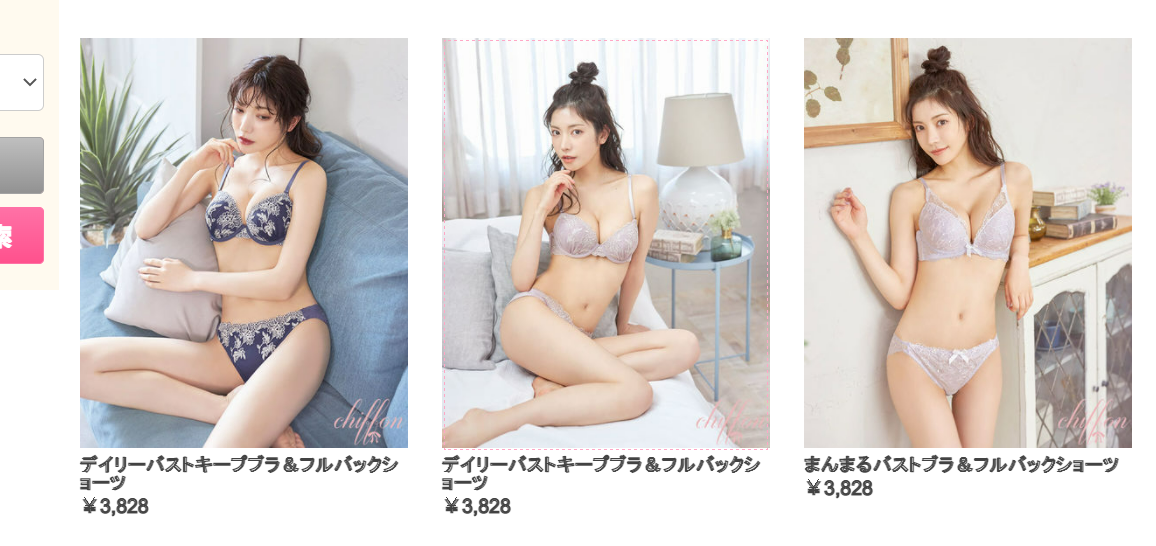 索
chiffon
chiffon
chiffon
デイリーバストキープブラ＆フルバックシ
ョーツ
￥3,828
デイリーバストキープブラ＆フルバックシ
ョーツ
￥3,828
まんまるバストブラ＆フルバックショーツ
￥3,828